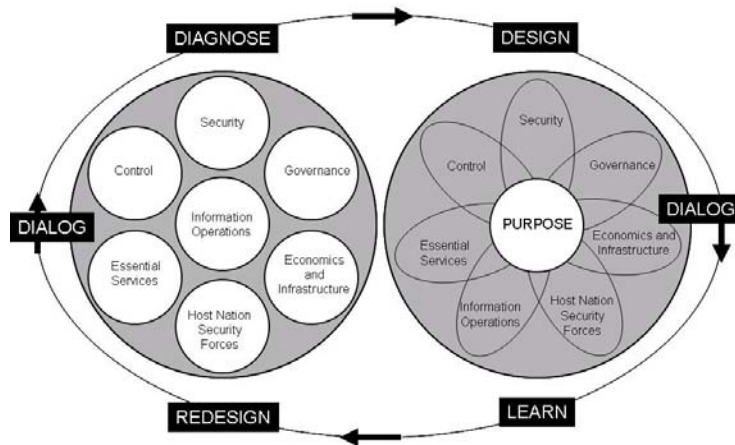 DIAGNOSE
DESIGN
Security
Control
Governance
Information
Operations
Essential
Services
Economics
and
Infrastructure
Host Nation
Security
Forces
Security
Control
Governance
PURPOSE
Essential
Services
Economics and
Infrastructure
Information
Operations
Host Nation
Security
Forces
DIALOG
DIALOG
REDESIGN
LEARN